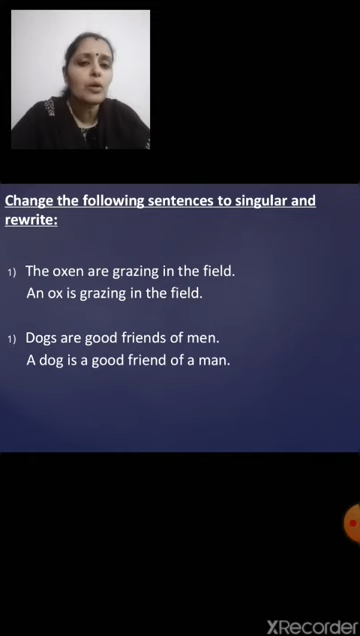 Change the following sentences to singular and
rewrite:
1) The oxen are grazing in the field.
An ox is grazing in the field.
1) Dogs are good friends of men.
A dog is a good friend of a man.
XRecorder